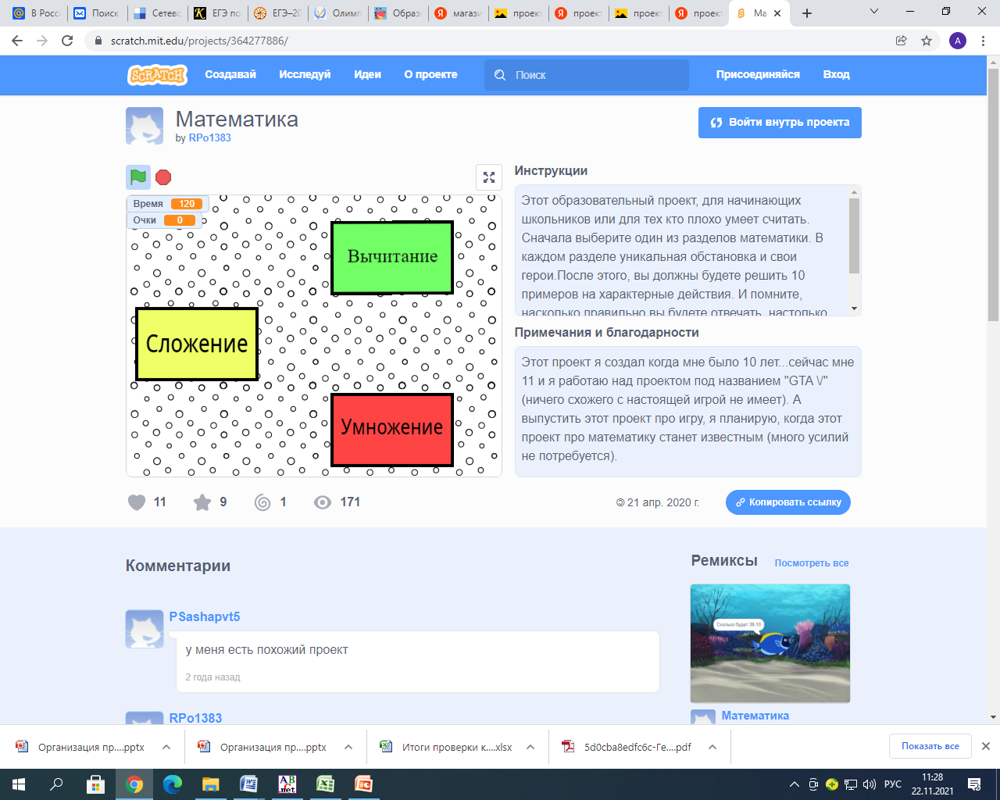 В Росс
Поиск
Сетево
ЕГЭ по
ЕГЭ–20
Олимп
Образо
магази
проект
проект
проект
проект
Ма
scratch.mit.edu/projects/364277886/
A
SCRATCH
Создавай
Исследуй
Идеи
О проекте
Поиск
Присоединяйся
Вход
Математика
by RPo1383
Войти внутрь проекта
Время 120
Очки 0
Вычитание
Сложение
Умножение
Инструкции
Этот образовательный проект, для начинающих
школьников или для тех кто плохо умеет считать.
Сначала выберите один из разделов математики. В
каждом разделе уникальная обстановка и свои
герои.После этого, вы должны будете решить 10
примеров на характерные действия. И помните,
насколько правильно вы будете отвечать, настолько
Примечания и благодарности
Этот проект я создал когда мне было 10 лет...сейчас мне
11 и я работаю над проектом под названием "GTA \/"
(ничего схожего с настоящей игрой не имеет). А
выпустить этот проект про игру, я планирую, когда этот
проект про математику станет известным (много усилий
не потребуется).
11
9
1
171
21 апр. 2020 г.
Копировать ссылку
Комментарии
Ремиксы
Посмотреть все
PSashapvt5
у меня есть похожий проект
2 года назад
RPo1383
Сколько будет 38-10
Математика
Организация пр....pptx
Организация пр....pptx
Итоги проверки к....xlsx
5d0cba8edfc6c-Ге....pdf
Показать все
РУС
11:28
22.11.2021